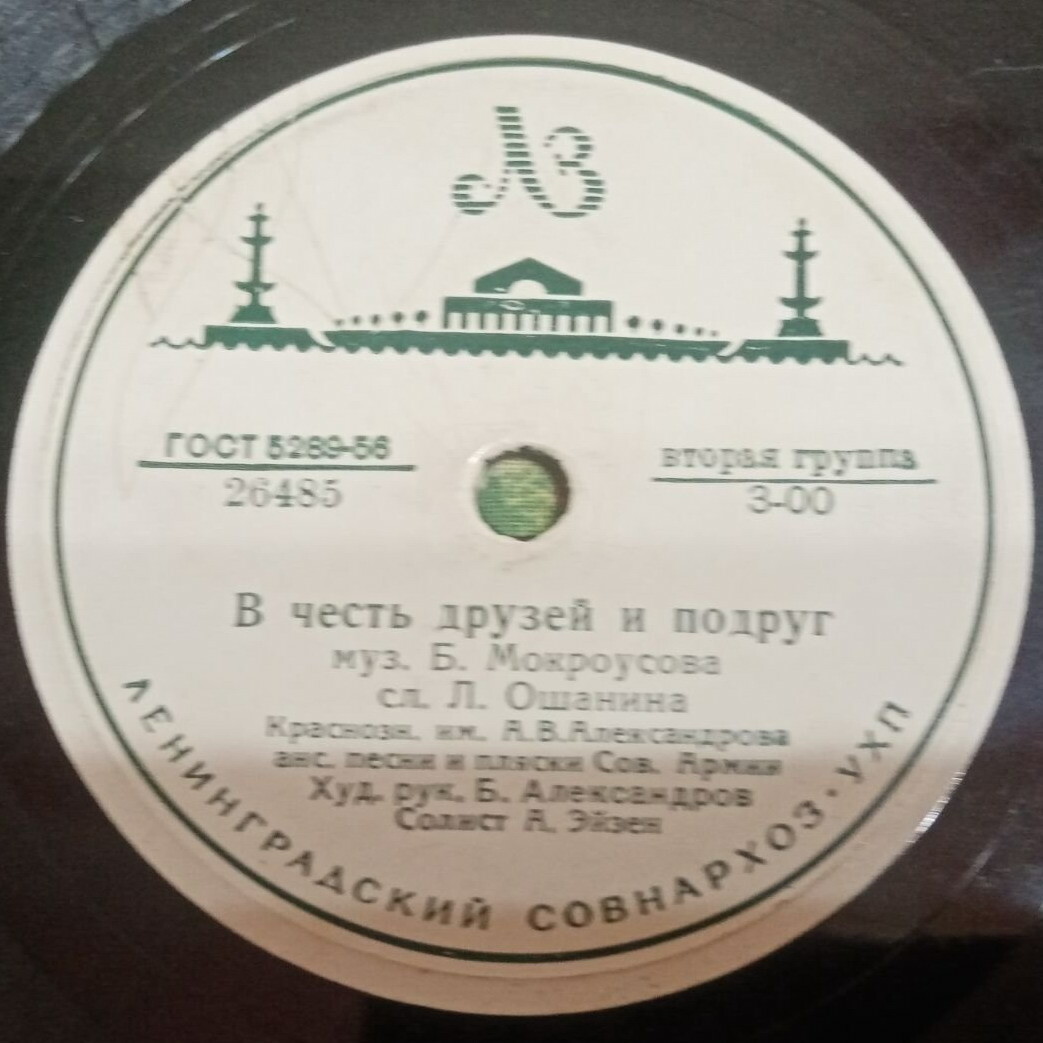 ЛЗ
ГОСТ 5289-56
26485
вторая группа
3-00
В честь друзей и подруг
муз. Б. Мокроусова
сл. Л. Ошанина
Краснозн. им. А.В.Александрова
анс. песни и пляски Сов. Армии
Худ. рук. Б. Александров
Солист А. Эйзен
ЛЕНИНГРАДСКИЙ СОВНАРХОЗ · УХП